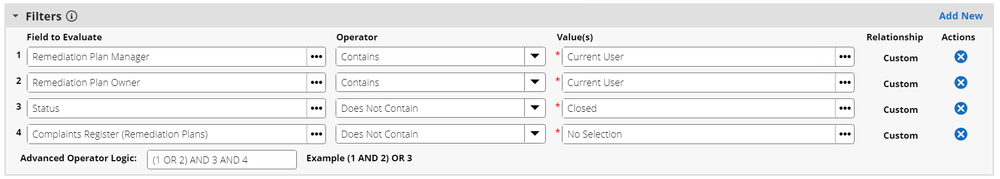 Filters
Add New
Field to Evaluate Operator Value(s) Relationship Actions
1 Remediation Plan Manager ••• Contains * Current User ••• Custom
2 Remediation Plan Owner ••• Contains * Current User ••• Custom
3 Status ••• Does Not Contain * Closed ••• Custom
4 Complaints Register (Remediation Plans) ••• Does Not Contain * No Selection ••• Custom
Advanced Operator Logic: (1 OR 2) AND 3 AND 4 Example (1 AND 2) OR 3